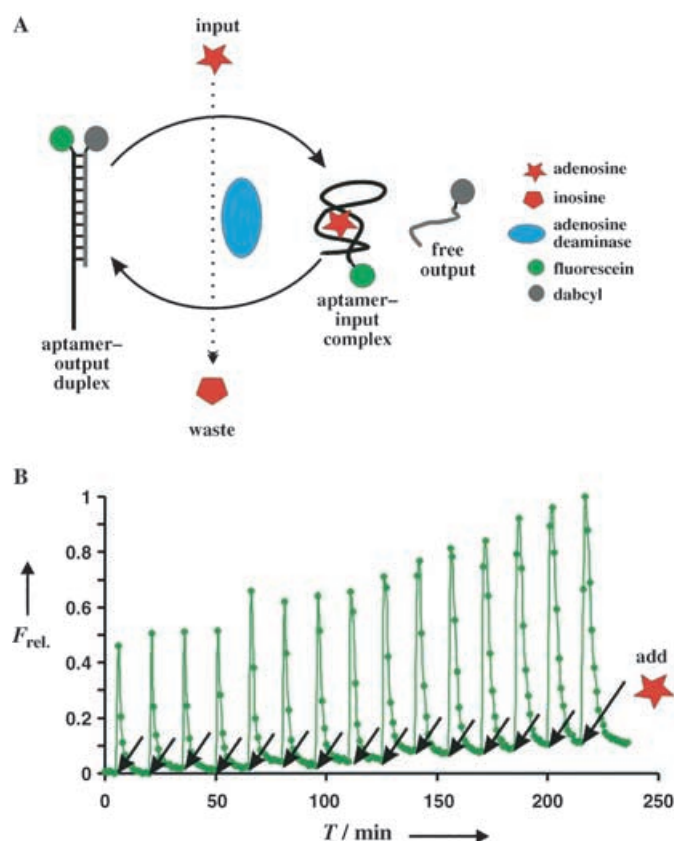 A
input
adenosine
inosine
adenosine
deaminase
fluorescein
dabcyl
free
output
aptamer–
input
complex
aptamer–
output
duplex
waste
B
1
0.8
0.6
0.4
0.2
0
F rel.
add
0 50 100 150 200 250
T / min